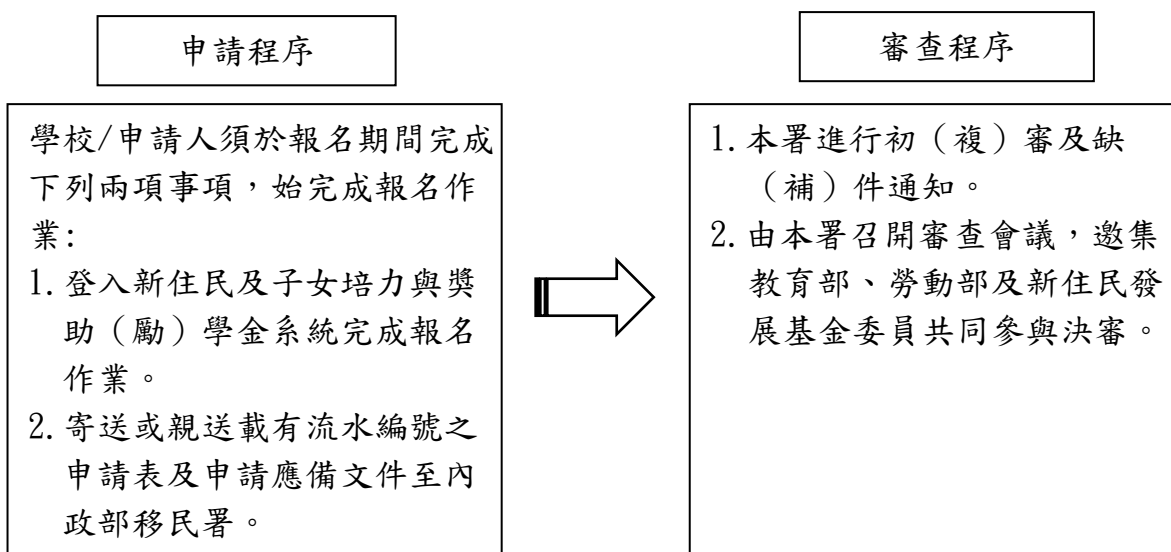 申請程序
學校/申請人須於報名期間完成
下列兩項事項，始完成報名作
業:
1. 登入新住民及子女培力與獎
助（勵）學金系統完成報名
作業。
2. 寄送或親送載有流水編號之
申請表及申請應備文件至內
政部移民署。
審查程序
1. 本署進行初（複）審及缺
（補）件通知。
2. 由本署召開審查會議，邀集
教育部、勞動部及新住民發
展基金委員共同參與決審。